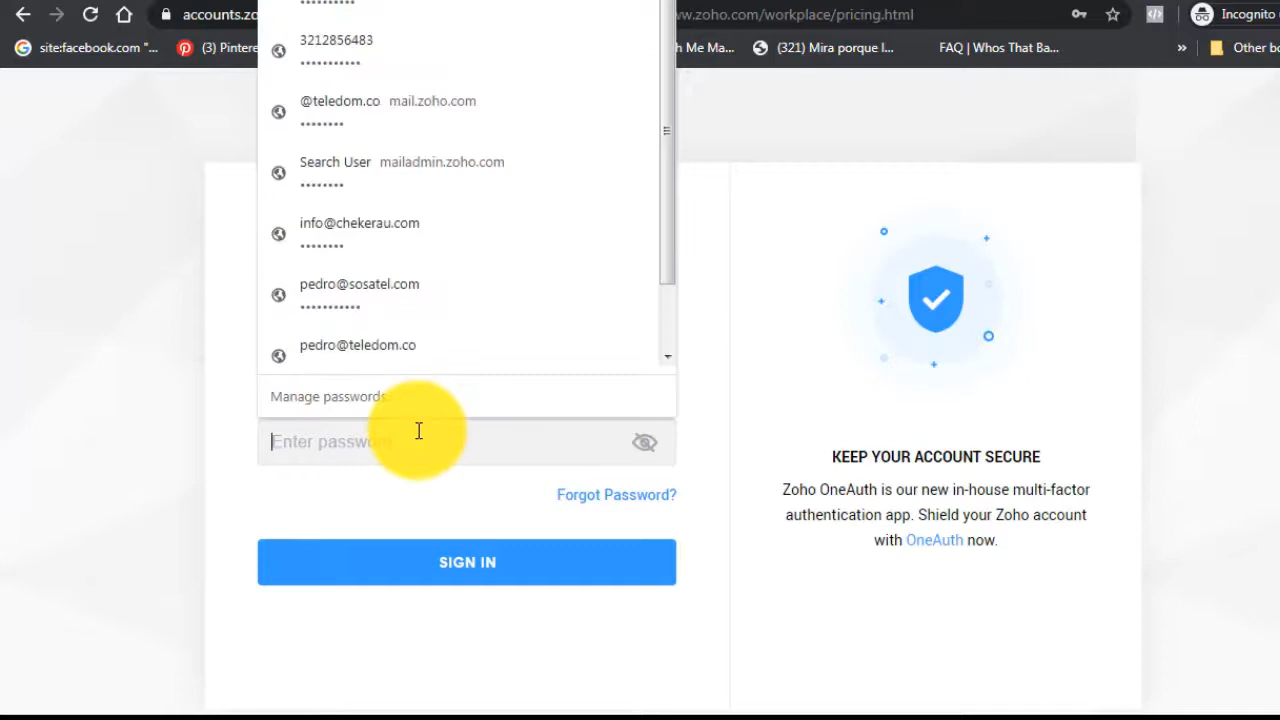 accounts.zo
ww.zoho.com/workplace/pricing.html
Incognito
site:facebook.com "...
(3) Pintere
h Me Ma...
(321) Mira porque l...
FAQ | Whos That Ba...
»
Other bo
•••••••••••
3212856483
•••••••••••
@teledom.co mail.zoho.com
••••••••
Search User mailadmin.zoho.com
••••••••
info@chekerau.com
••••••••
pedro@sosatel.com
•••••••••••
pedro@teledom.co
Manage passwords
Enter passwor
Forgot Password?
SIGN IN
KEEP YOUR ACCOUNT SECURE
Zoho OneAuth is our new in-house multi-factor
authentication app. Shield your Zoho account
with OneAuth now.